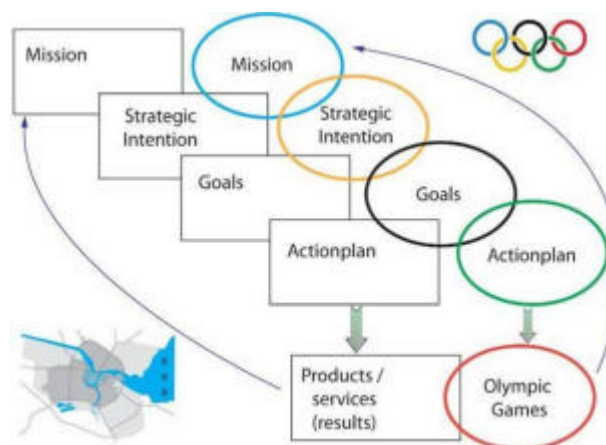 Mission
Mission
Strategic
Intention
Strategic
Intention
Goals
Goals
Actionplan
Actionplan
Products /
services
(results)
Olympic
Games